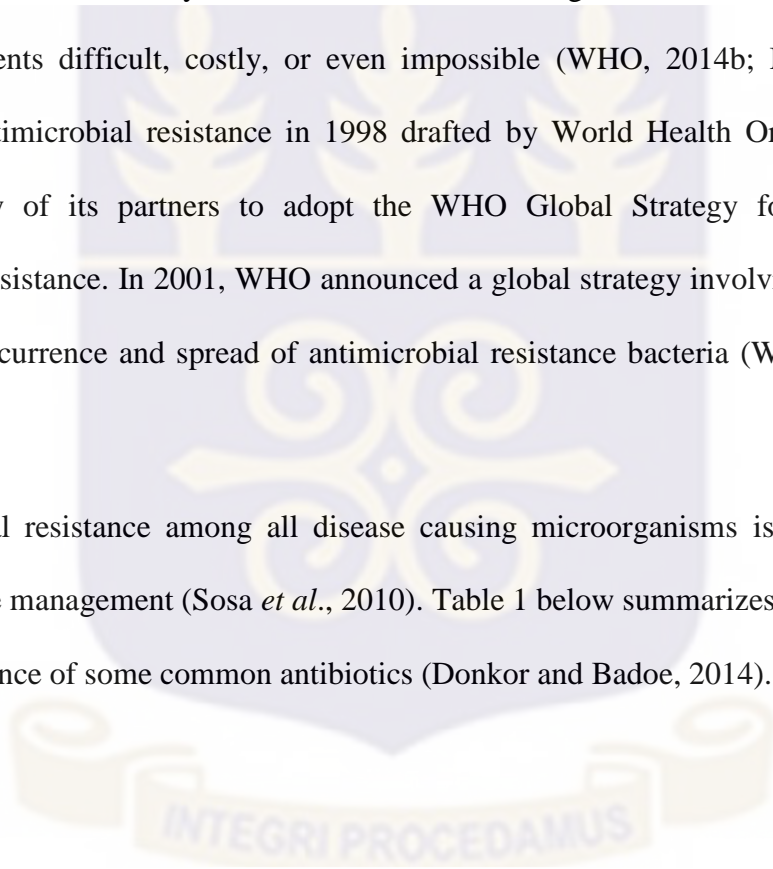 ents difficult, costly, or even impossible (WHO, 2014b;
timicrobial resistance in 1998 drafted by World Health Or
of its partners to adopt the WHO Global Strategy fo
sistance. In 2001, WHO announced a global strategy involvi
currence and spread of antimicrobial resistance bacteria (W
l resistance among all disease causing microorganisms is
management (Sosa et al., 2010). Table 1 below summarizes
nce of some common antibiotics (Donkor and Badoe, 2014).
INTEGRI PROCEDAMUS